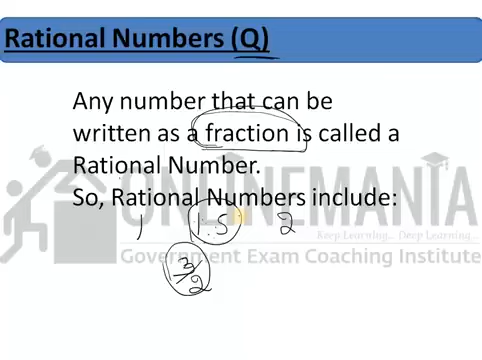 Rational Numbers (Q)
Any number that can be
written as a fraction is called a
Rational Number.
So, Rational Numbers include:
1 1.5 2
ONLINEMANIA
Keep Learning... Deep Learning...
Government Exam Coaching Institute
3/2